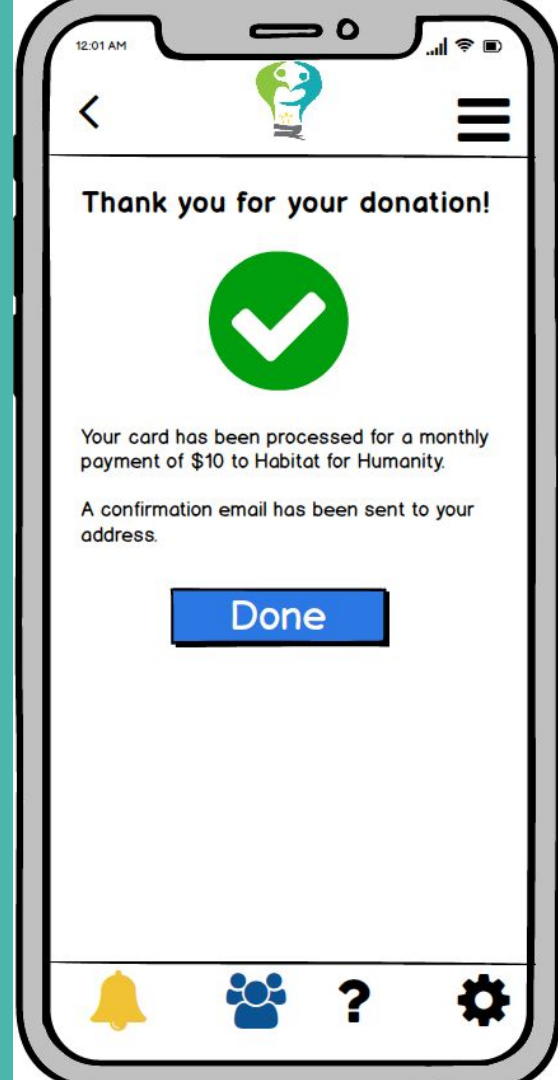 12:01 AM
Thank you for your donation!
Your card has been processed for a monthly
payment of $10 to Habitat for Humanity.
A confirmation email has been sent to your
address.
Done
?